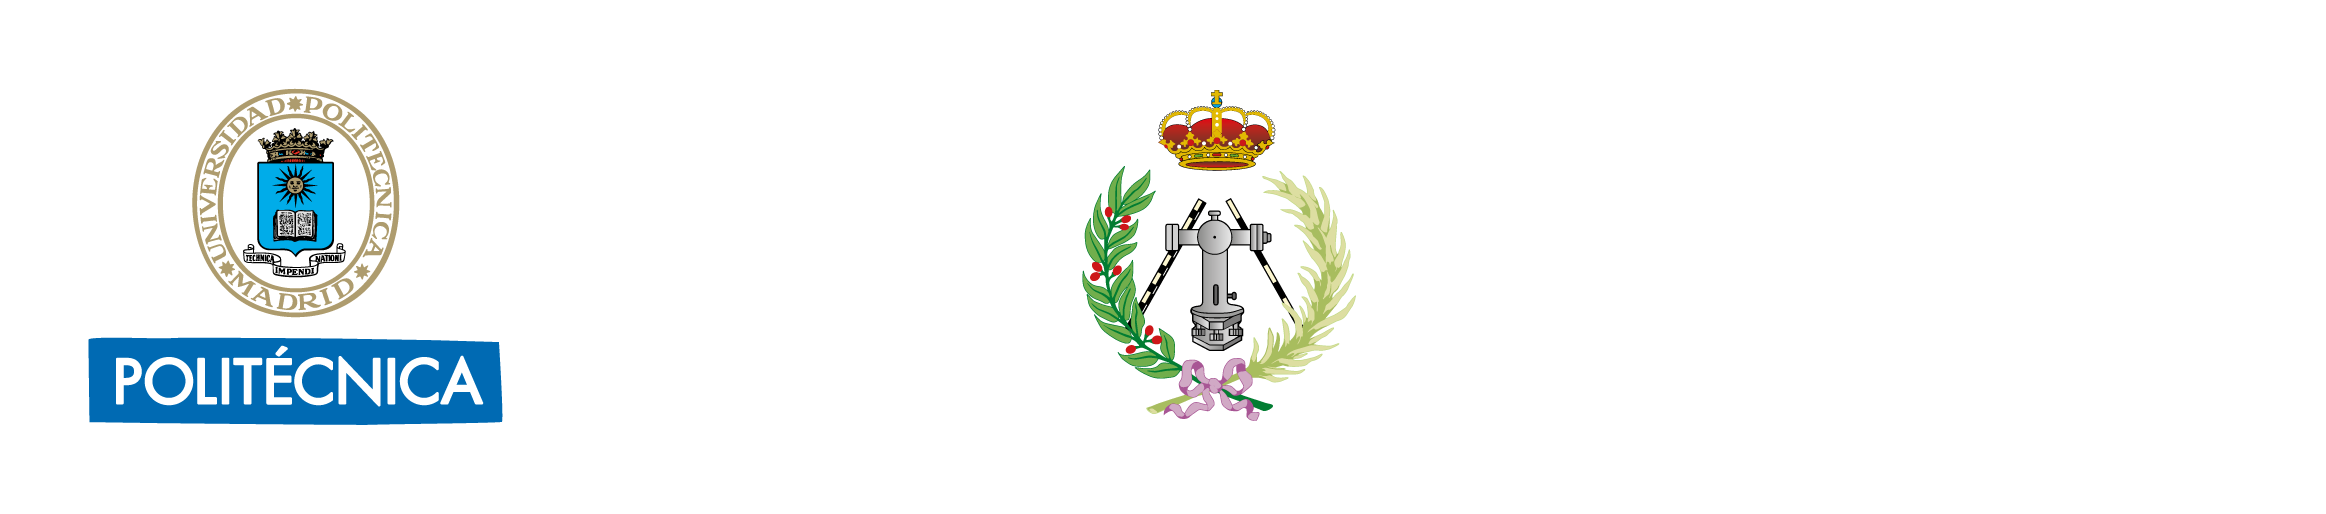 UNIVERSIDAD POLITECNICA
MADRID
TECHNICA IMPENDI NATIONI
POLITÉCNICA